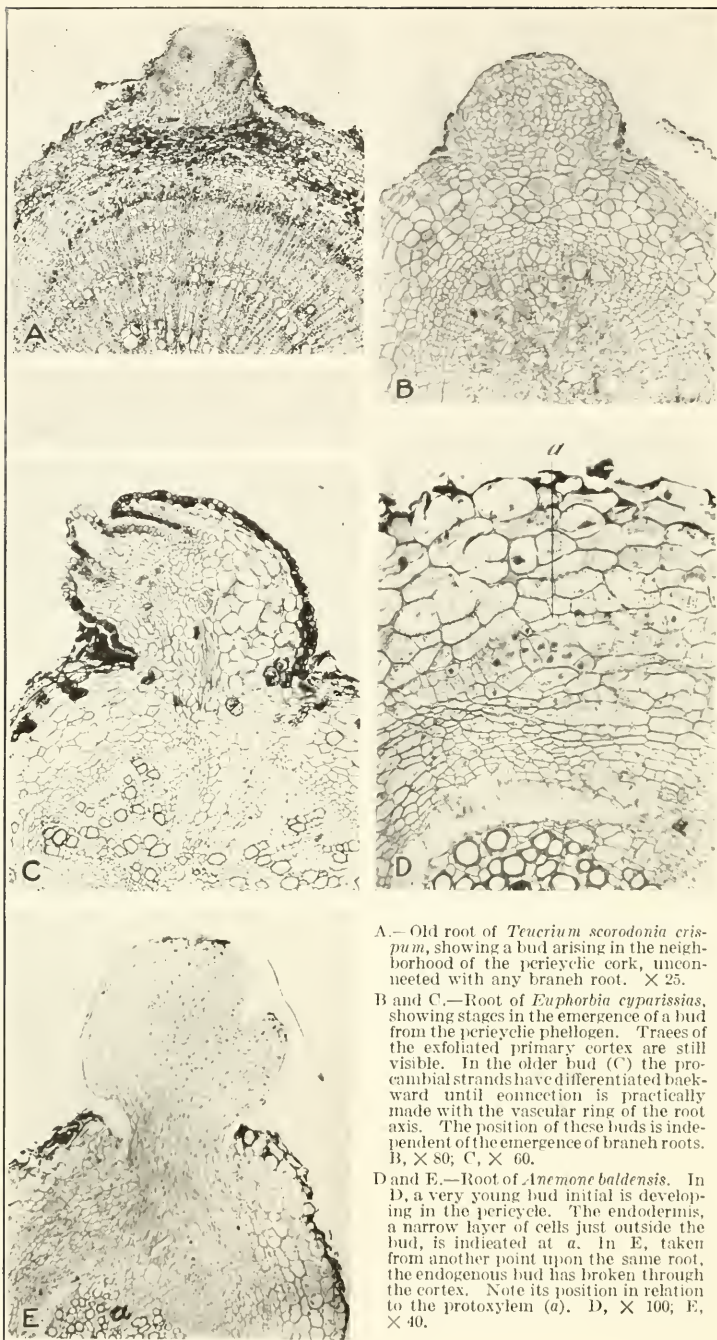 A
B
C
a
D
E
a
A.—Old root of Teucrium scorodonia cris-
pum, showing a bud arising in the neigh-
borhood of the pericyclic cork, uncon-
nected with any branch root. X 25.
B and C.—Root of Euphorbia cyparissias,
showing stages in the emergence of a bud
from the pericyclic phellogen. Traces of
the exfoliated primary cortex are still
visible. In the older bud (C) the pro-
cambial strands have differentiated back-
ward until connection is practically
made with the vascular ring of the root
axis. The position of these buds is inde-
pendent of the emergence of branch roots.
B, X 80; C, X 60.
D and E.—Root of Anemone baldensis. In
D, a very young bud initial is develop-
ing in the pericycle. The endodermis,
a narrow layer of cells just outside the
bud, is indicated at a. In E, taken
from another point upon the same root,
the endogenous bud has broken through
the cortex. Note its position in relation
to the protoxylem (a). D, X 100; E,
X 40.